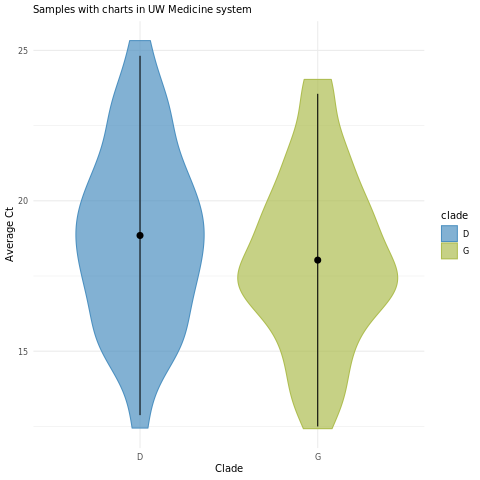 Samples with charts in UW Medicine system
25
20
15
Average Ct
D
G
Clade
clade
D
G